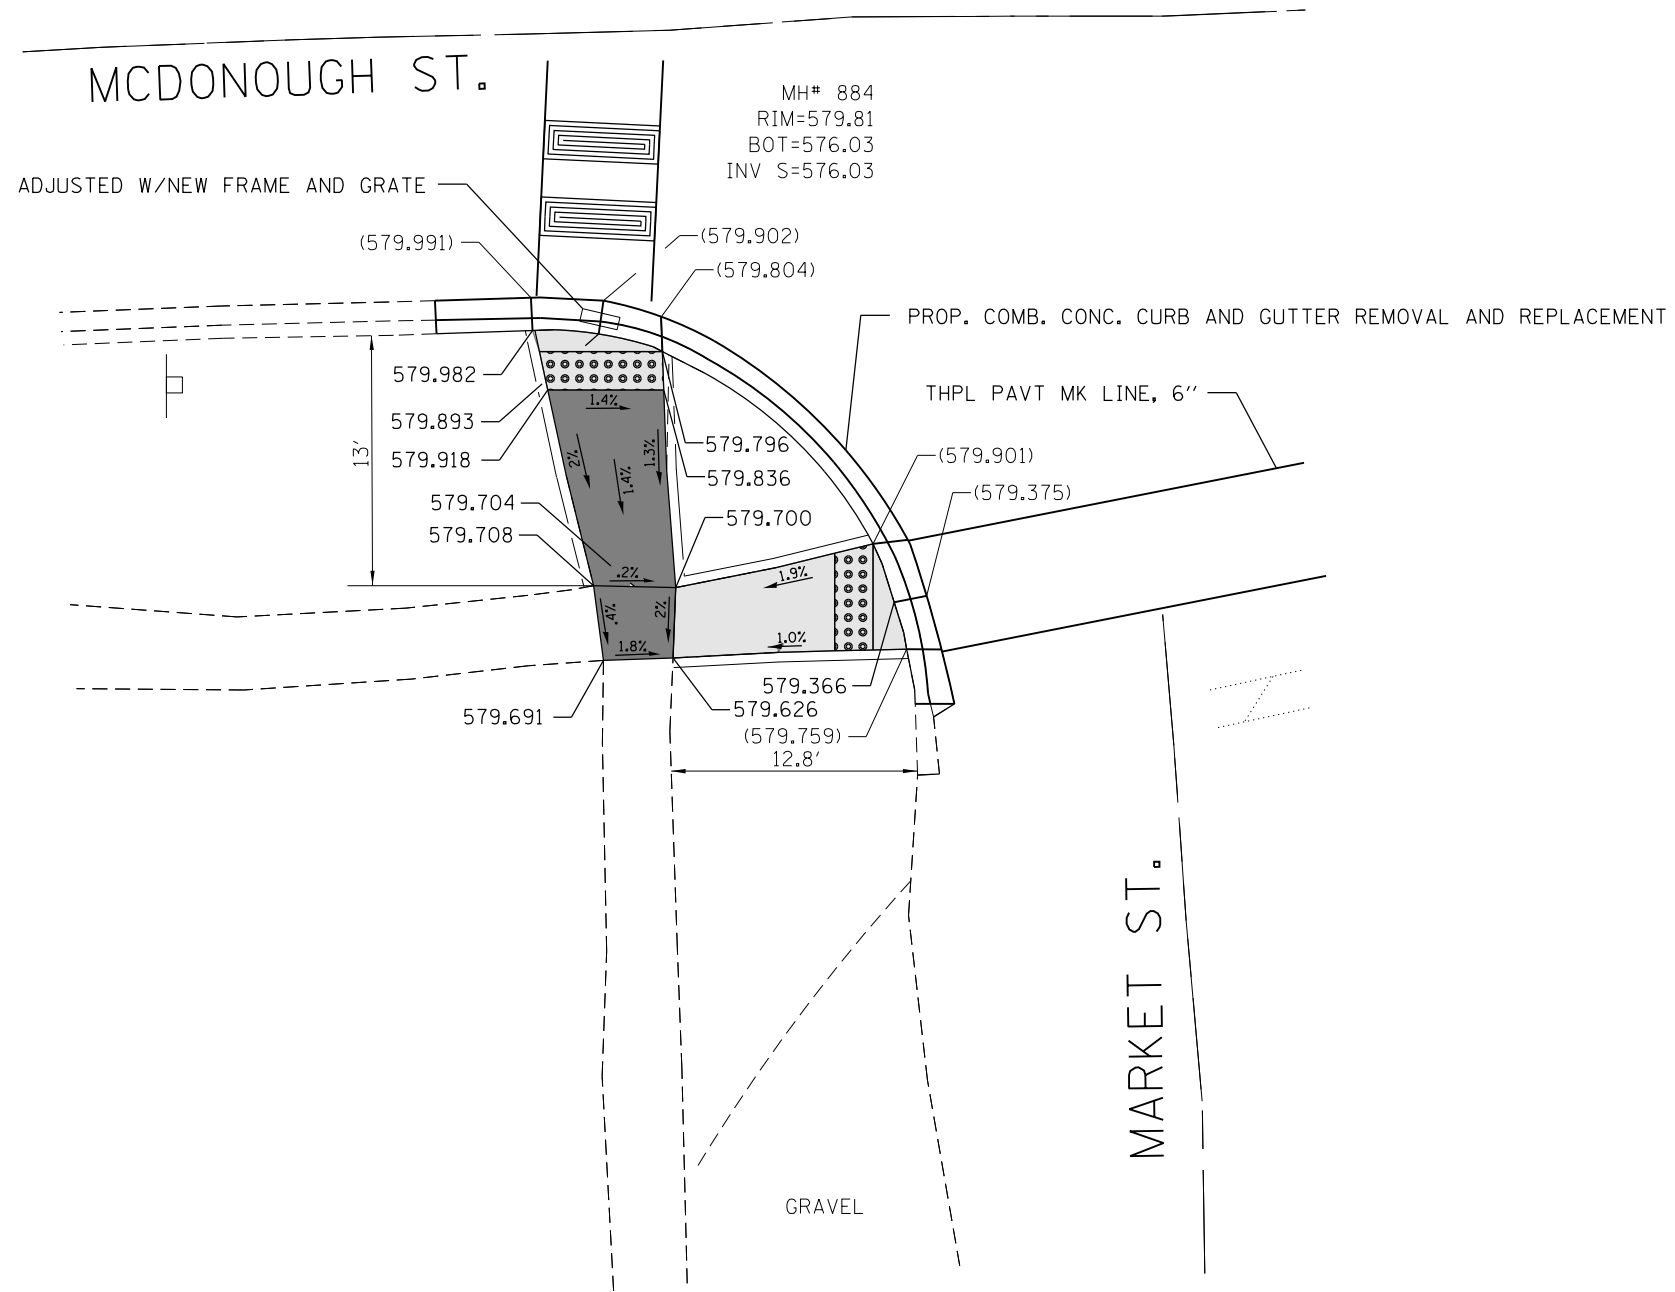 MCDONOUGH ST.
MH# 884
RIM=579.81
BOT=576.03
INV S=576.03
ADJUSTED W/NEW FRAME AND GRATE
(579.991)
(579.902)
(579.804)
PROP. COMB. CONC. CURB AND GUTTER REMOVAL AND REPLACEMENT
579.982
THPL PAVT MK LINE, 6''
579.893
1.4%
579.918
13'
2%
1.4%
1.3%
579.796
579.836
(579.901)
(579.375)
579.704
579.708
579.700
.2%
1.9%
.4%
2%
1.8%
1.0%
579.366
579.691
579.626
(579.759)
12.8'
MARKET ST.
GRAVEL